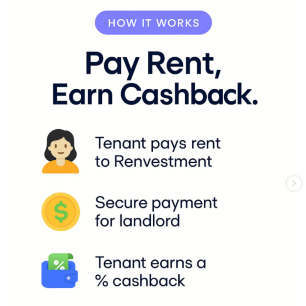 HOW IT WORKS
Pay Rent,
Earn Cashback.
Tenant pays rent
to Renvestment
$
Secure payment
for landlord
%
Tenant earns a
% cashback